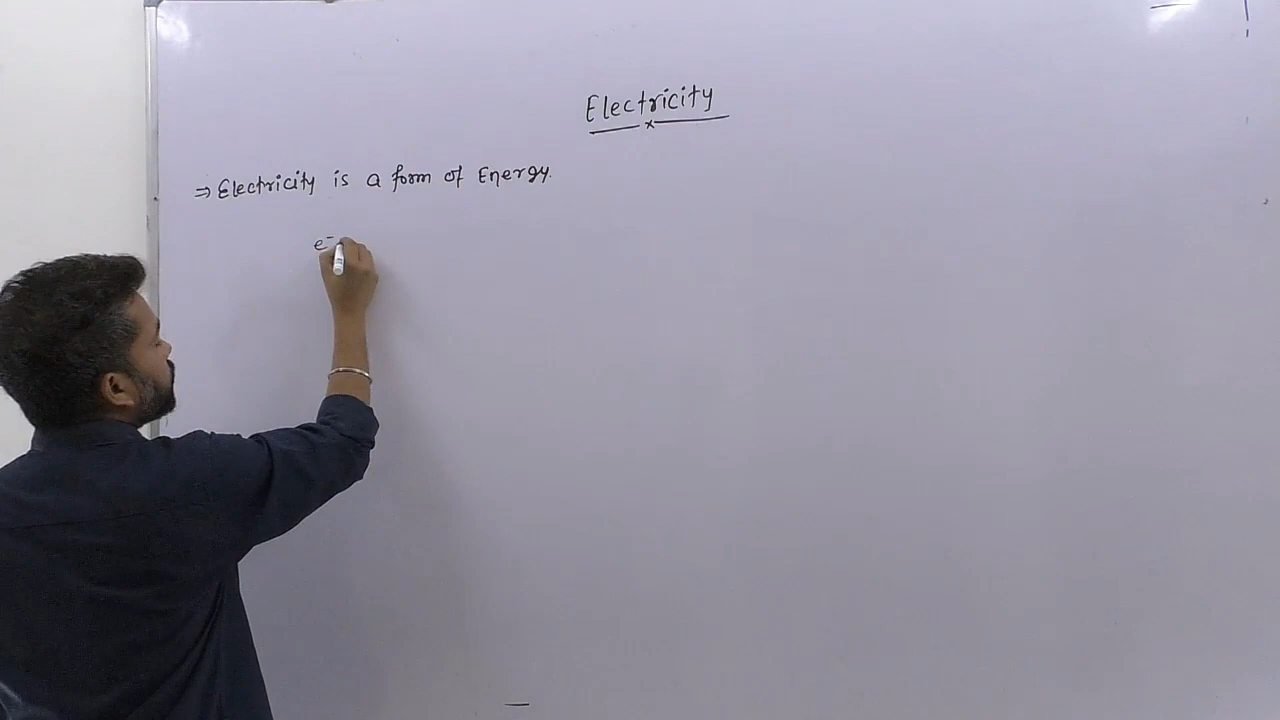 Electricity
⇒ Electricity is a form of Energy.
e⁻